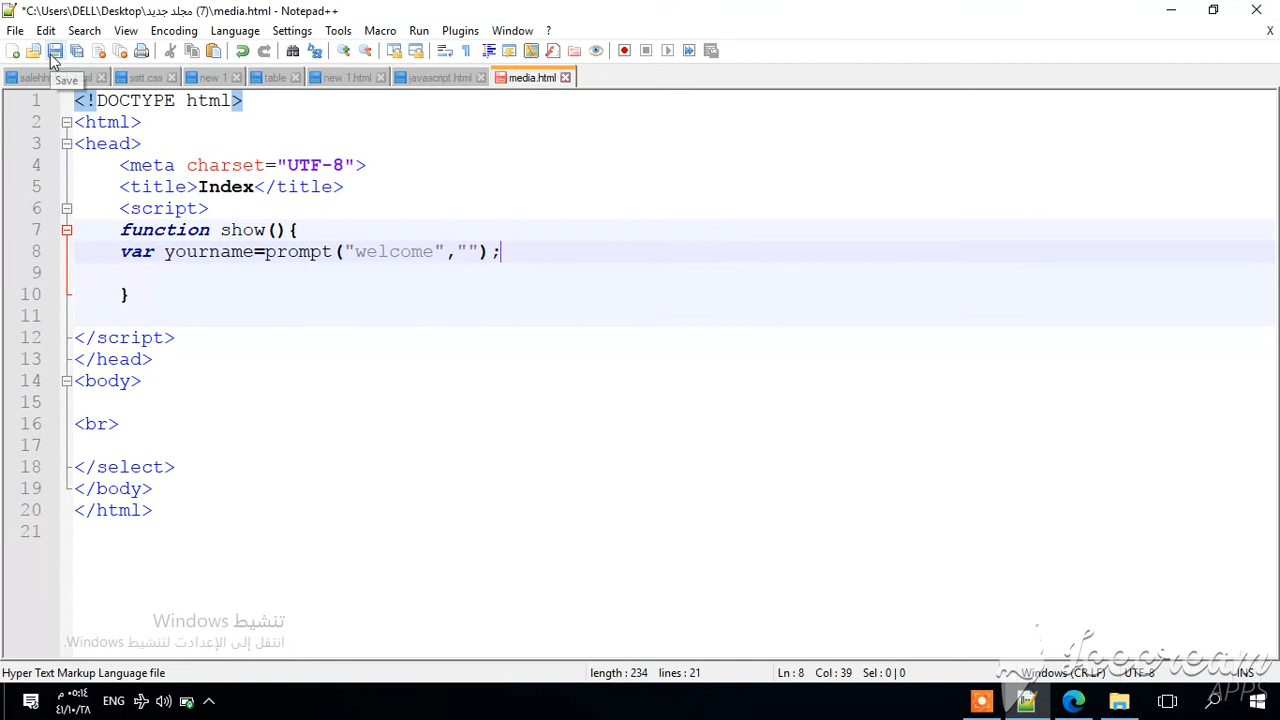 *C:\Users\DELL\Desktop\مجلد جديد (7)\media.html - Notepad++
File Edit Search View Encoding Language Settings Tools Macro Run Plugins Window ? X
sstt.css new 1 table new 1.html javascript.html media.html
Save
1 <!DOCTYPE html>
2 <html>
3 <head>
4 <meta charset="UTF-8">
5 <title>Index</title>
6 <script>
7 function show(){
8 var yourname=prompt("welcome","");
9
10 }
11
12 </script>
13 </head>
14 <body>
15
16 <br>
17
18 </select>
19 </body>
20 </html>
21
تنشيط Windows
انتقل إلى الإعدادت لتنشيط Windows.
Hyper Text Markup Language file length : 234 lines : 21 Ln : 8 Col : 39 Sel : 0 | 0 Windows (CR LF) UTF-8 INS
APPS
ENG